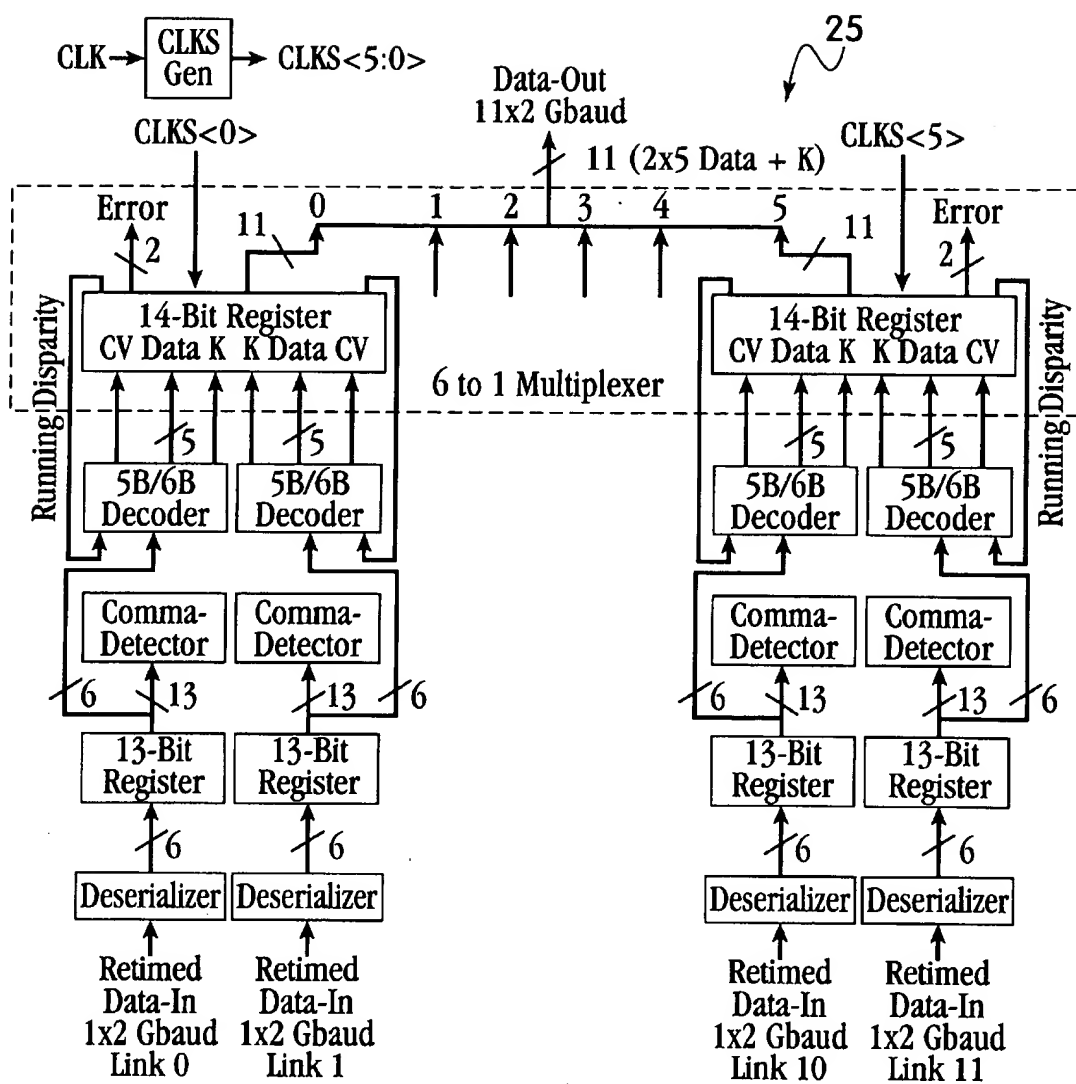 25
CLK
CLKS
Gen
CLKS<5:0>
Data-Out
11x2 Gbaud
CLKS<0>
CLKS<5>
11 (2x5 Data + K)
Error
2
11
0
1
2
3
4
5
11
Error
2
Running Disparity
14-Bit Register
CV Data K K Data CV
14-Bit Register
CV Data K K Data CV
Running Disparity
6 to 1 Multiplexer
5
5
5
5
5B/6B
Decoder
5B/6B
Decoder
5B/6B
Decoder
5B/6B
Decoder
Comma-
Detector
Comma-
Detector
Comma-
Detector
Comma-
Detector
6
13
13
6
6
13
13
6
13-Bit
Register
13-Bit
Register
13-Bit
Register
13-Bit
Register
6
6
6
6
Deserializer
Deserializer
Deserializer
Deserializer
Retimed
Data-In
1x2 Gbaud
Link 0
Retimed
Data-In
1x2 Gbaud
Link 1
Retimed
Data-In
1x2 Gbaud
Link 10
Retimed
Data-In
1x2 Gbaud
Link 11